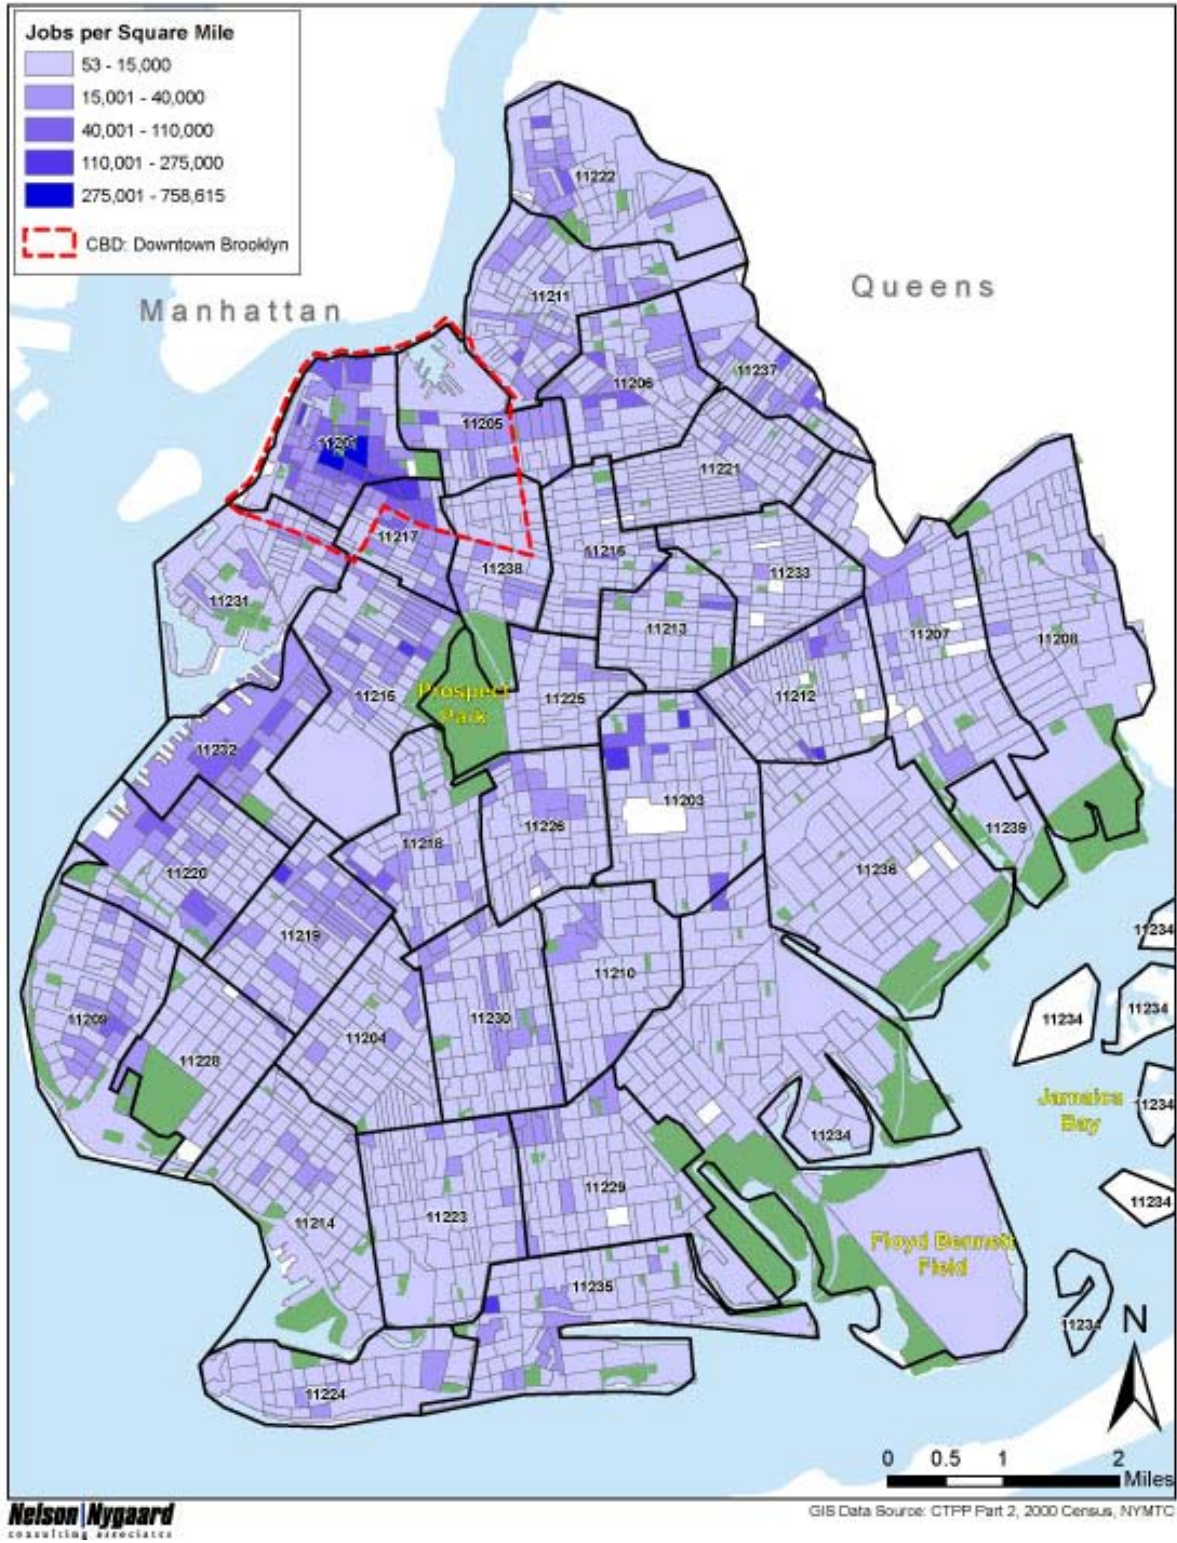 Jobs per Square Mile
53 - 15,000
15,001 - 40,000
40,001 - 110,000
110,001 - 275,000
275,001 - 758,615
CBD: Downtown Brooklyn
Manhattan
Queens
11222
11211
11237
11206
11205
11201
11221
11217
11216
11238
11233
11231
11213
11207
11208
11215
Prospect
Park
11225
11212
11232
11203
11226
11239
11218
11236
11220
11219
11234
11210
11234
11234
11209
11230
11204
11228
Jamaica
Bay
11234
11234
11229
11234
11223
11214
Floyd Bennett
Field
11235
11234
N
11224
0 0.5 1 2
Miles
Nelson|Nygaard
consulting associates
GIS Data Source: CTPP Part 2, 2000 Census, NYMTC